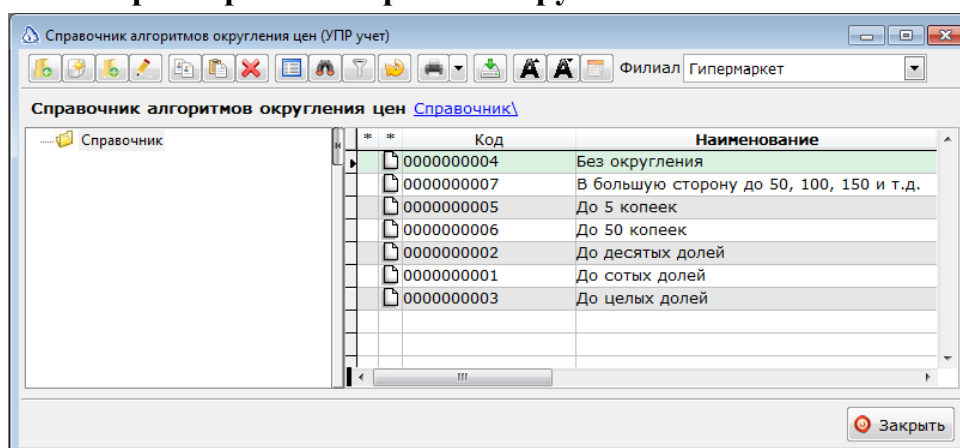 Справочник алгоритмов округления цен (УПР учет)
Филиал Гипермаркет
Справочник алгоритмов округления цен Справочник\
Справочник
* * Код Наименование
0000000004 Без округления
0000000007 В большую сторону до 50, 100, 150 и т.д.
0000000005 До 5 копеек
0000000006 До 50 копеек
0000000002 До десятых долей
0000000001 До сотых долей
0000000003 До целых долей
Закрыть